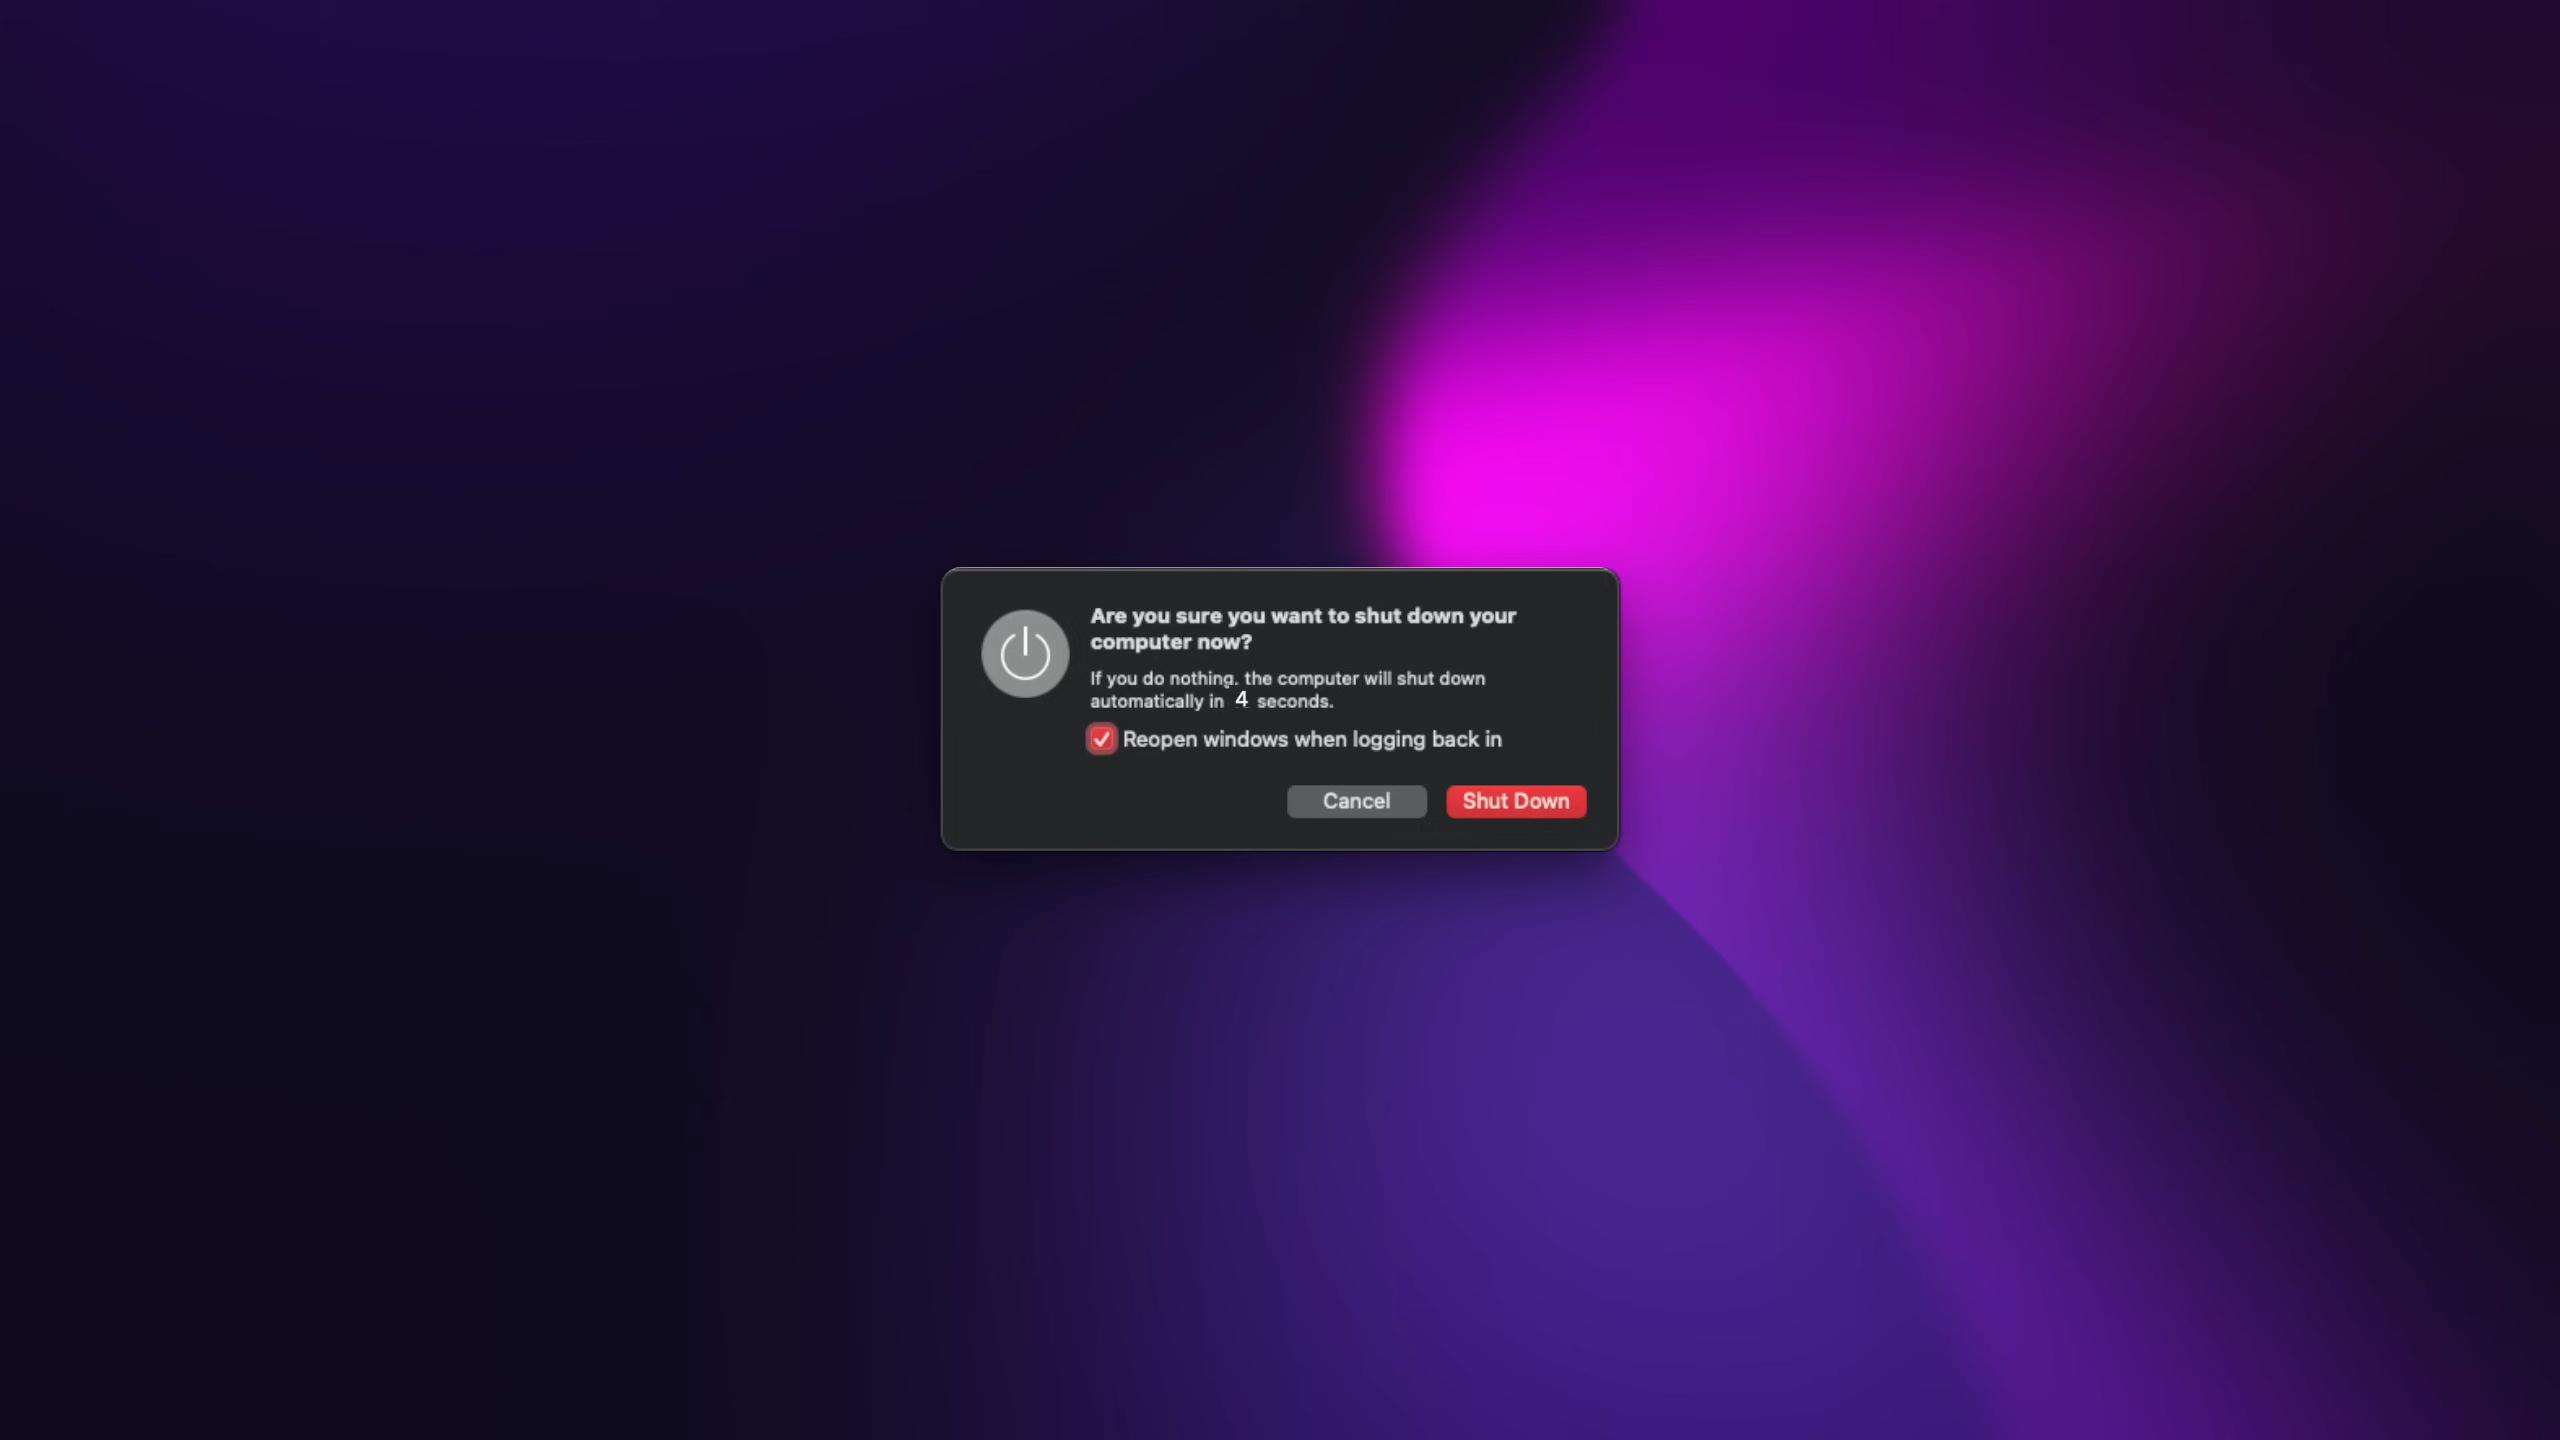 Are you sure you want to shut down your
computer now?
If you do nothing, the computer will shut down
automatically in 4 seconds.
Reopen windows when logging back in
Cancel
Shut Down